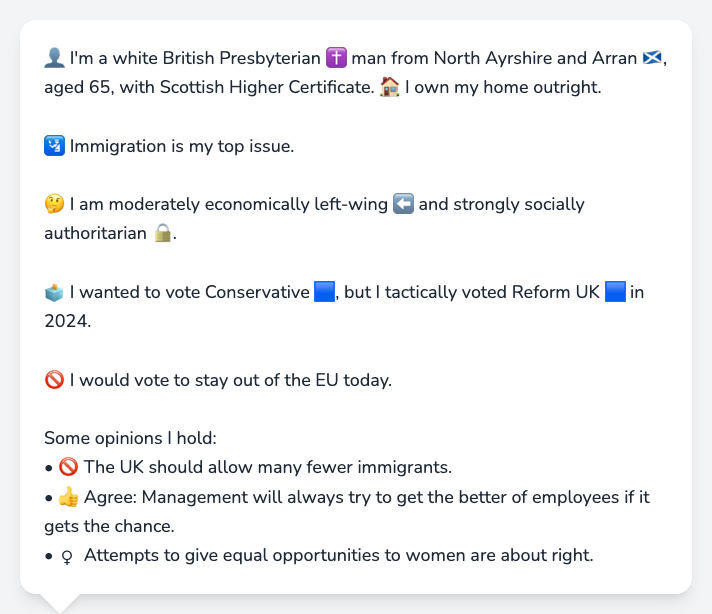 👤 I'm a white British Presbyterian ✝️ man from North Ayrshire and Arran 🏴󠁧󠁢󠁳󠁣󠁴󠁿,
aged 65, with Scottish Higher Certificate. 🏠 I own my home outright.
🛂 Immigration is my top issue.
🤔 I am moderately economically left-wing ⬅️ and strongly socially
authoritarian 🔒.
🗳️ I wanted to vote Conservative 🟦, but I tactically voted Reform UK 🟦 in
2024.
🚫 I would vote to stay out of the EU today.
Some opinions I hold:
• 🚫 The UK should allow many fewer immigrants.
• 👍 Agree: Management will always try to get the better of employees if it
gets the chance.
• ♀ Attempts to give equal opportunities to women are about right.